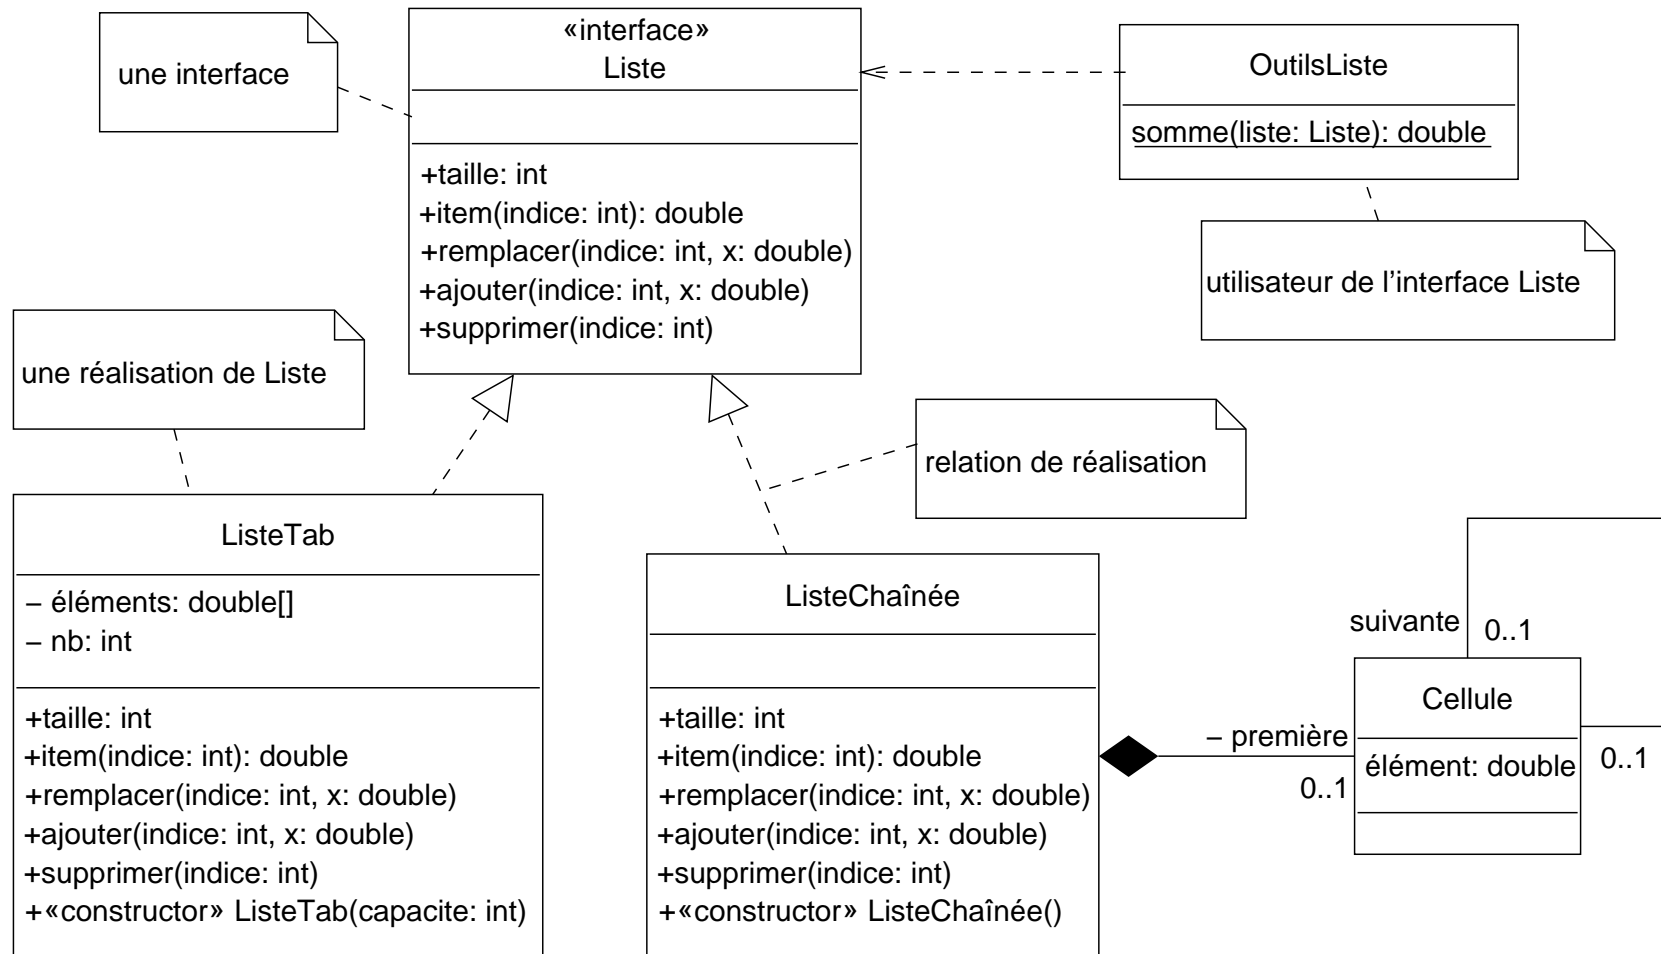 une interface
«interface»
Liste
+taille: int
+item(indice: int): double
+remplacer(indice: int, x: double)
+ajouter(indice: int, x: double)
+supprimer(indice: int)
OutilsListe
somme(liste: Liste): double
utilisateur de l’interface Liste
une réalisation de Liste
relation de réalisation
ListeTab
– éléments: double[]
– nb: int
+taille: int
+item(indice: int): double
+remplacer(indice: int, x: double)
+ajouter(indice: int, x: double)
+supprimer(indice: int)
+«constructor» ListeTab(capacite: int)
ListeChaînée
+taille: int
+item(indice: int): double
+remplacer(indice: int, x: double)
+ajouter(indice: int, x: double)
+supprimer(indice: int)
+«constructor» ListeChaînée()
– première
0..1
suivante
0..1
Cellule
élément: double
0..1